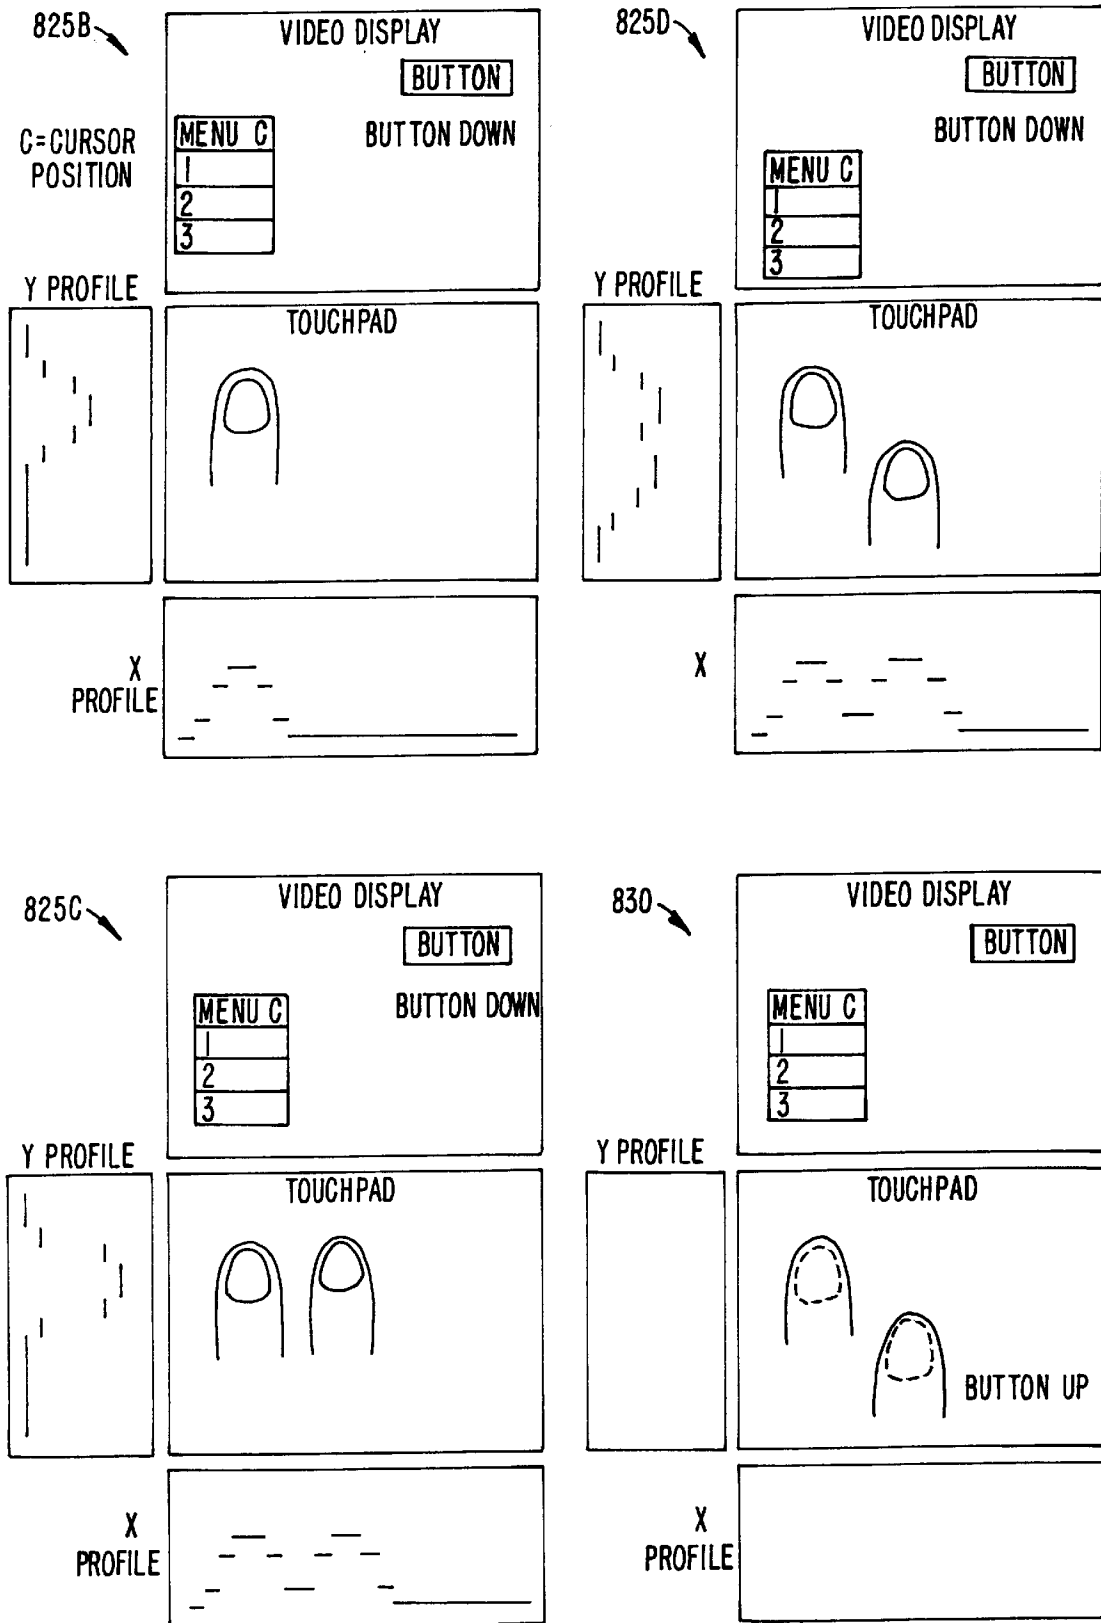 825B
VIDEO DISPLAY
BUTTON
C=CURSOR
POSITION
MENU C
1
2
3
BUTTON DOWN
Y PROFILE
TOUCHPAD
X
PROFILE
825D
VIDEO DISPLAY
BUTTON
BUTTON DOWN
MENU C
1
2
3
Y PROFILE
TOUCHPAD
X
825C
VIDEO DISPLAY
BUTTON
MENU C
1
2
3
BUTTON DOWN
Y PROFILE
TOUCHPAD
X
PROFILE
830
VIDEO DISPLAY
BUTTON
MENU C
1
2
3
Y PROFILE
TOUCHPAD
BUTTON UP
X
PROFILE